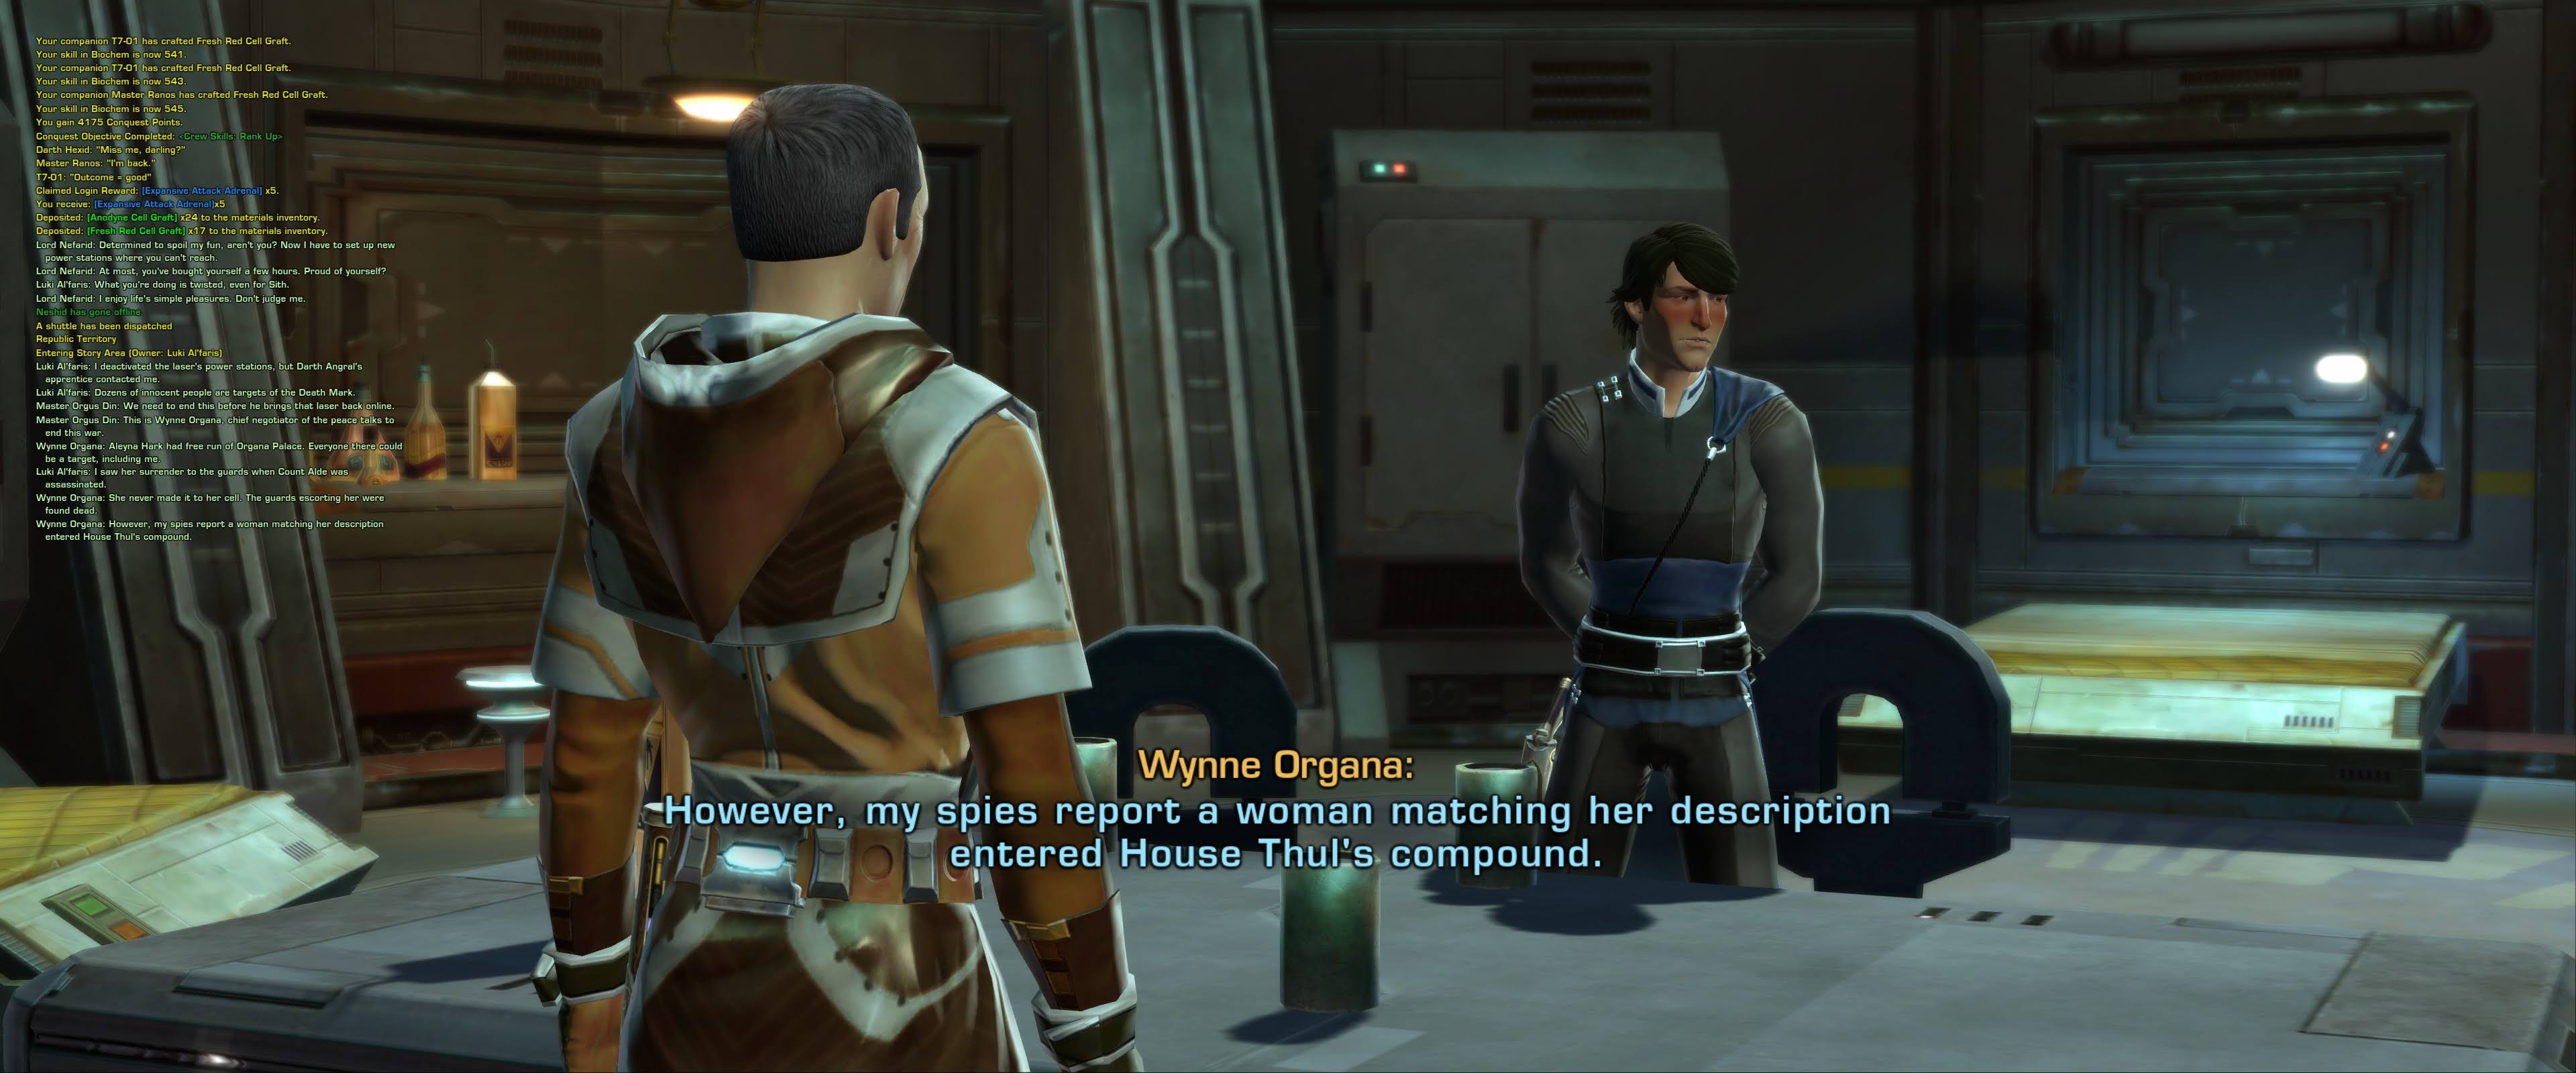 Your companion T7-01 has crafted Fresh Red Cell Graft.
Your skill in Biochem is now 541.
Your companion T7-01 has crafted Fresh Red Cell Graft.
Your skill in Biochem is now 543.
Your companion Master Ranos has crafted Fresh Red Cell Graft.
Your skill in Biochem is now 545.
You gain 4175 Conquest Points.
Conquest Objective Completed: <Crew Skills: Rank Up>
Darth Hexid: "Miss me, darling?"
Master Ranos: "I'm back."
T7-01: "Outcome = good"
Claimed Login Reward: [Expansive Attack Adrenal] x5.
You receive: [Expansive Attack Adrenal]x5
Deposited: [Anodyne Cell Graft] x24 to the materials inventory.
Deposited: [Fresh Red Cell Graft] x17 to the materials inventory.
Lord Nefarid: Determined to spoil my fun, aren't you? Now I have to set up new
power stations where you can't reach.
Lord Nefarid: At most, you've bought yourself a few hours. Proud of yourself?
Luki Al'faris: What you're doing is twisted, even for Sith.
Lord Nefarid: I enjoy life's simple pleasures. Don't judge me.
Neshid has gone offline.
A shuttle has been dispatched
Republic Territory
Entering Story Area (Owner: Luki Al'faris)
Luki Al'faris: I deactivated the laser's power stations, but Darth Angral's
apprentice contacted me.
Luki Al'faris: Dozens of innocent people are targets of the Death Mark.
Master Orgus Din: We need to end this before he brings that laser back online.
Master Orgus Din: This is Wynne Organa, chief negotiator of the peace talks to
end this war.
Wynne Organa: Aleyna Hark had free run of Organa Palace. Everyone there could
be a target, including me.
Luki Al'faris: I saw her surrender to the guards when Count Alde was
assassinated.
Wynne Organa: She never made it to her cell. The guards escorting her were
found dead.
Wynne Organa: However, my spies report a woman matching her description
entered House Thul's compound.
Wynne Organa:
However, my spies report a woman matching her description
entered House Thul's compound.